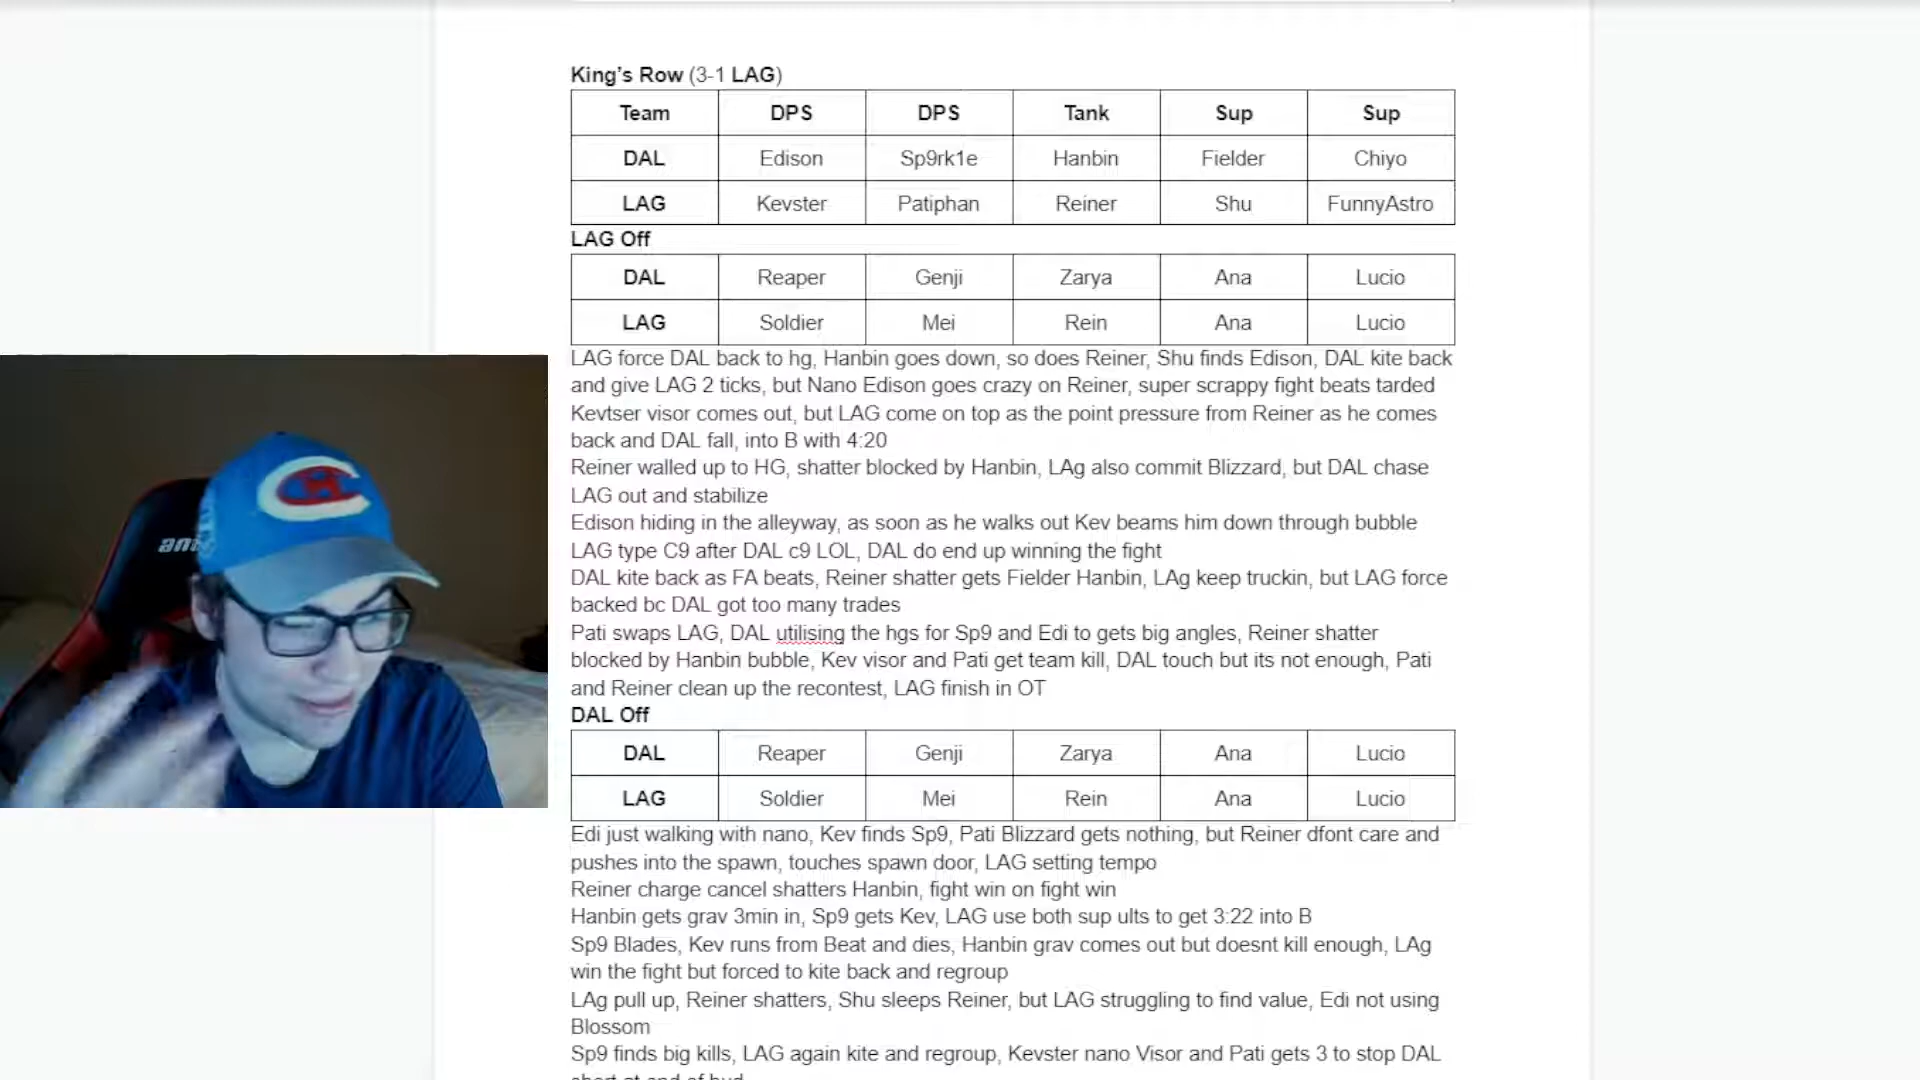 King's Row (3-1 LAG)
Team DPS DPS Tank Sup Sup
DAL Edison Sp9rk1e Hanbin Fielder Chiyo
LAG Kevster Patiphan Reiner Shu FunnyAstro
LAG Off
DAL Reaper Genji Zarya Ana Lucio
LAG Soldier Mei Rein Ana Lucio
LAG force DAL back to hg, Hanbin goes down, so does Reiner, Shu finds Edison, DAL kite back
and give LAG 2 ticks, but Nano Edison goes crazy on Reiner, super scrappy fight beats tarded
Kevtser visor comes out, but LAG come on top as the point pressure from Reiner as he comes
back and DAL fall, into B with 4:20
Reiner walled up to HG, shatter blocked by Hanbin, LAg also commit Blizzard, but DAL chase
LAG out and stabilize
Edison hiding in the alleyway, as soon as he walks out Kev beams him down through bubble
LAG type C9 after DAL c9 LOL, DAL do end up winning the fight
DAL kite back as FA beats, Reiner shatter gets Fielder Hanbin, LAg keep truckin, but LAG force
backed bc DAL got too many trades
Pati swaps LAG, DAL utilising the hgs for Sp9 and Edi to gets big angles, Reiner shatter
blocked by Hanbin bubble, Kev visor and Pati get team kill, DAL touch but its not enough, Pati
and Reiner clean up the recontest, LAG finish in OT
DAL Off
DAL Reaper Genji Zarya Ana Lucio
LAG Soldier Mei Rein Ana Lucio
Edi just walking with nano, Kev finds Sp9, Pati Blizzard gets nothing, but Reiner dfont care and
pushes into the spawn, touches spawn door, LAG setting tempo
Reiner charge cancel shatters Hanbin, fight win on fight win
Hanbin gets grav 3min in, Sp9 gets Kev, LAG use both sup ults to get 3:22 into B
Sp9 Blades, Kev runs from Beat and dies, Hanbin grav comes out but doesnt kill enough, LAg
win the fight but forced to kite back and regroup
LAg pull up, Reiner shatters, Shu sleeps Reiner, but LAG struggling to find value, Edi not using
Blossom
Sp9 finds big kills, LAG again kite and regroup, Kevster nano Visor and Pati gets 3 to stop DAL